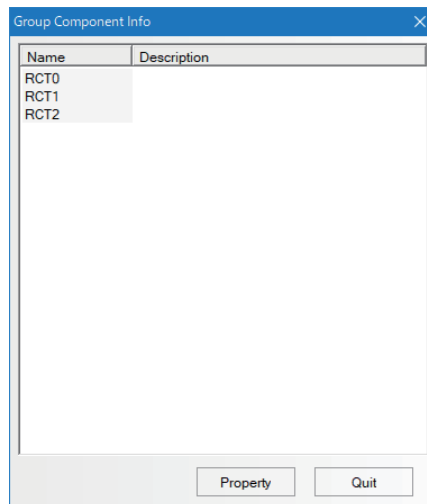 Group Component Info
Name Description
RCT0
RCT1
RCT2
Property Quit